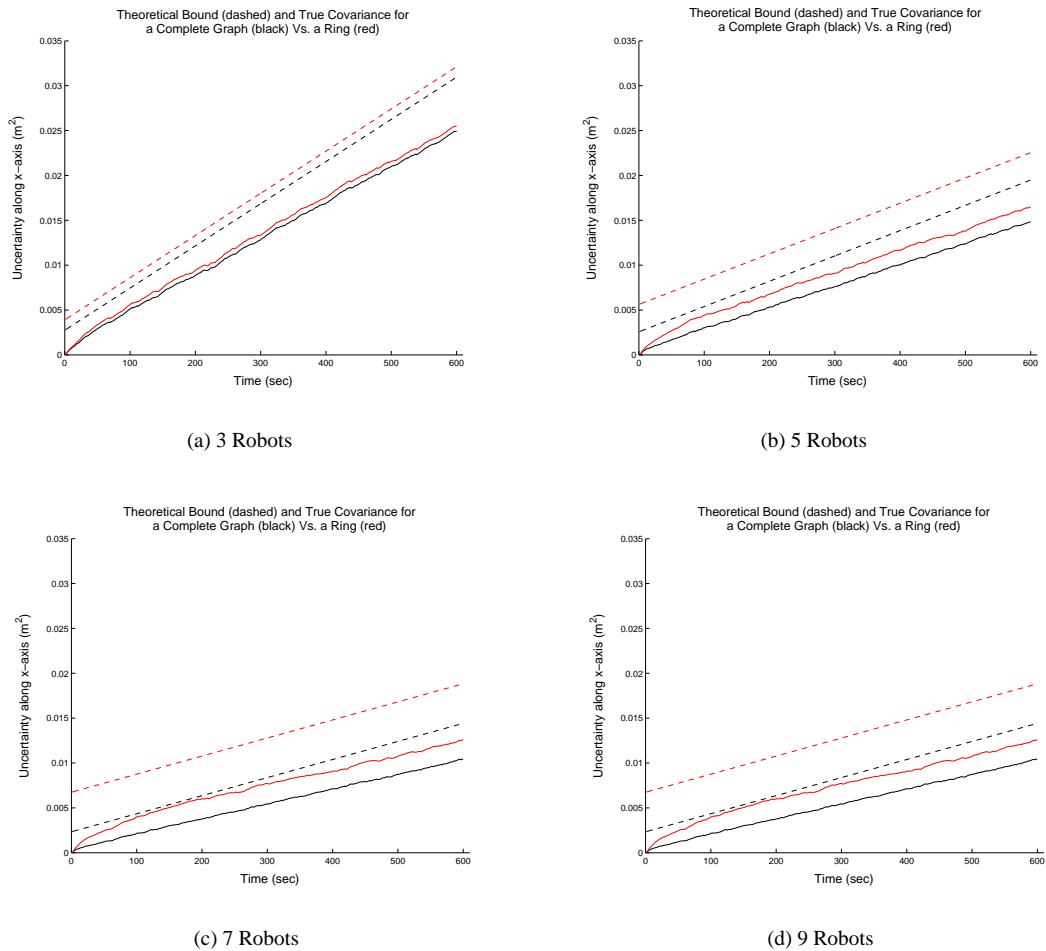 Theoretical Bound (dashed) and True Covariance for
a Complete Graph (black) Vs. a Ring (red)
0.035
0.03
0.025
0.02
0.015
0.01
0.005
0
Uncertainty along x−axis (m²)
0 100 200 300 400 500 600
Time (sec)
(a) 3 Robots
Theoretical Bound (dashed) and True Covariance for
a Complete Graph (black) Vs. a Ring (red)
0.035
0.03
0.025
0.02
0.015
0.01
0.005
0
Uncertainty along x−axis (m²)
0 100 200 300 400 500 600
Time (sec)
(b) 5 Robots
Theoretical Bound (dashed) and True Covariance for
a Complete Graph (black) Vs. a Ring (red)
0.035
0.03
0.025
0.02
0.015
0.01
0.005
0
Uncertainty along x−axis (m²)
0 100 200 300 400 500 600
Time (sec)
(c) 7 Robots
Theoretical Bound (dashed) and True Covariance for
a Complete Graph (black) Vs. a Ring (red)
0.035
0.03
0.025
0.02
0.015
0.01
0.005
0
Uncertainty along x−axis (m²)
0 100 200 300 400 500 600
Time (sec)
(d) 9 Robots